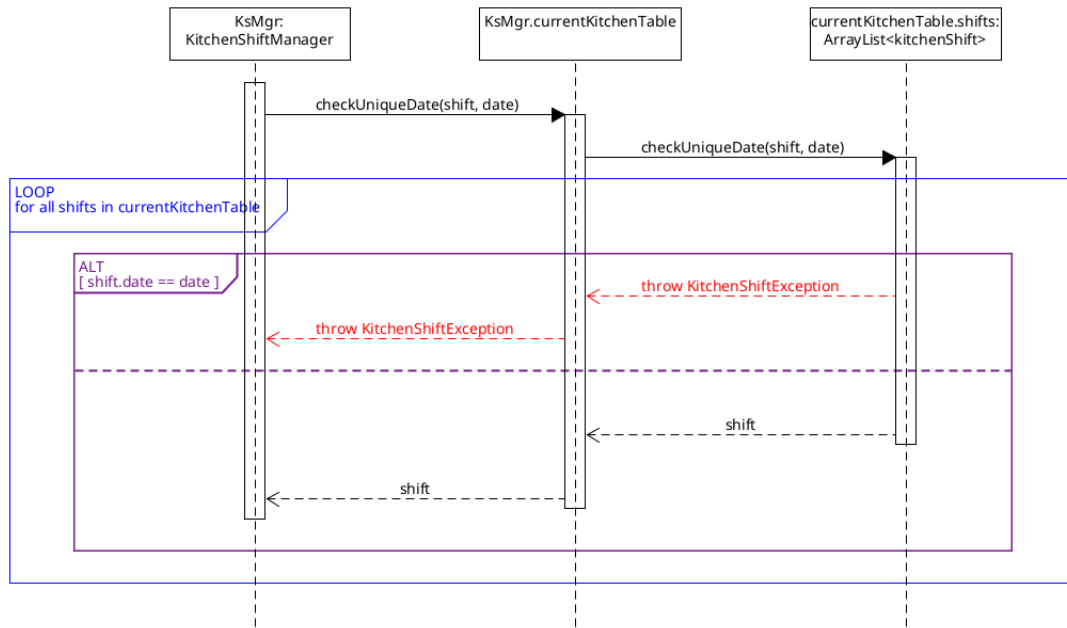 KsMgr:
KitchenShiftManager
KsMgr.currentKitchenTable
currentKitchenTable.shifts:
ArrayList<kitchenShift>
checkUniqueDate(shift, date)
checkUniqueDate(shift, date)
LOOP
for all shifts in currentKitchenTable
ALT
[ shift.date == date ]
throw KitchenShiftException
throw KitchenShiftException
shift
shift